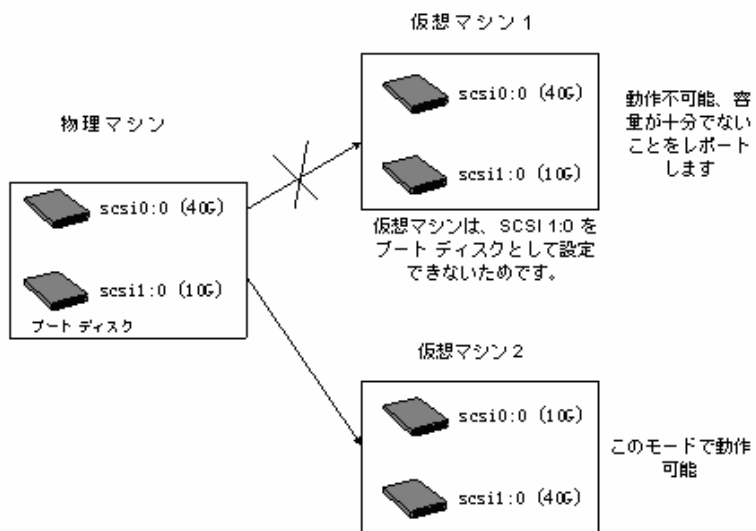 仮想マシン 1
scsi0:0 (40G)
scsi1:0 (10G)
動作不可能、容
量が十分でない
ことをレポート
します
物理マシン
scsi0:0 (40G)
scsi1:0 (10G)
ブート ディスク
仮想マシンは、SCSI 1:0 を
ブート ディスクとして設定
できないためです。
仮想マシン 2
scsi0:0 (10G)
scsi1:0 (40G)
このモードで動作
可能